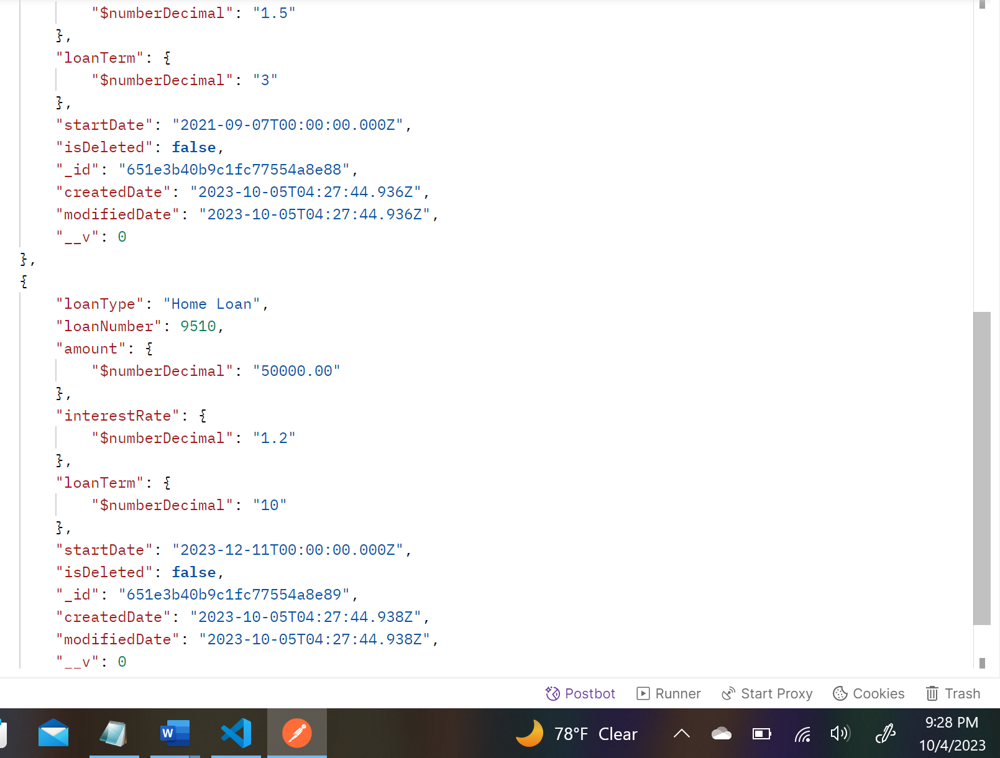 "$numberDecimal": "1.5"
},
"loanTerm": {
"$numberDecimal": "3"
},
"startDate": "2021-09-07T00:00:00.000Z",
"isDeleted": false,
"_id": "651e3b40b9c1fc77554a8e88",
"createdDate": "2023-10-05T04:27:44.936Z",
"modifiedDate": "2023-10-05T04:27:44.936Z",
"__v": 0
},
{
"loanType": "Home Loan",
"loanNumber": 9510,
"amount": {
"$numberDecimal": "50000.00"
},
"interestRate": {
"$numberDecimal": "1.2"
},
"loanTerm": {
"$numberDecimal": "10"
},
"startDate": "2023-12-11T00:00:00.000Z",
"isDeleted": false,
"_id": "651e3b40b9c1fc77554a8e89",
"createdDate": "2023-10-05T04:27:44.938Z",
"modifiedDate": "2023-10-05T04:27:44.938Z",
"__v": 0
Postbot Runner Start Proxy Cookies Trash
W 78°F Clear 9:28 PM
10/4/2023